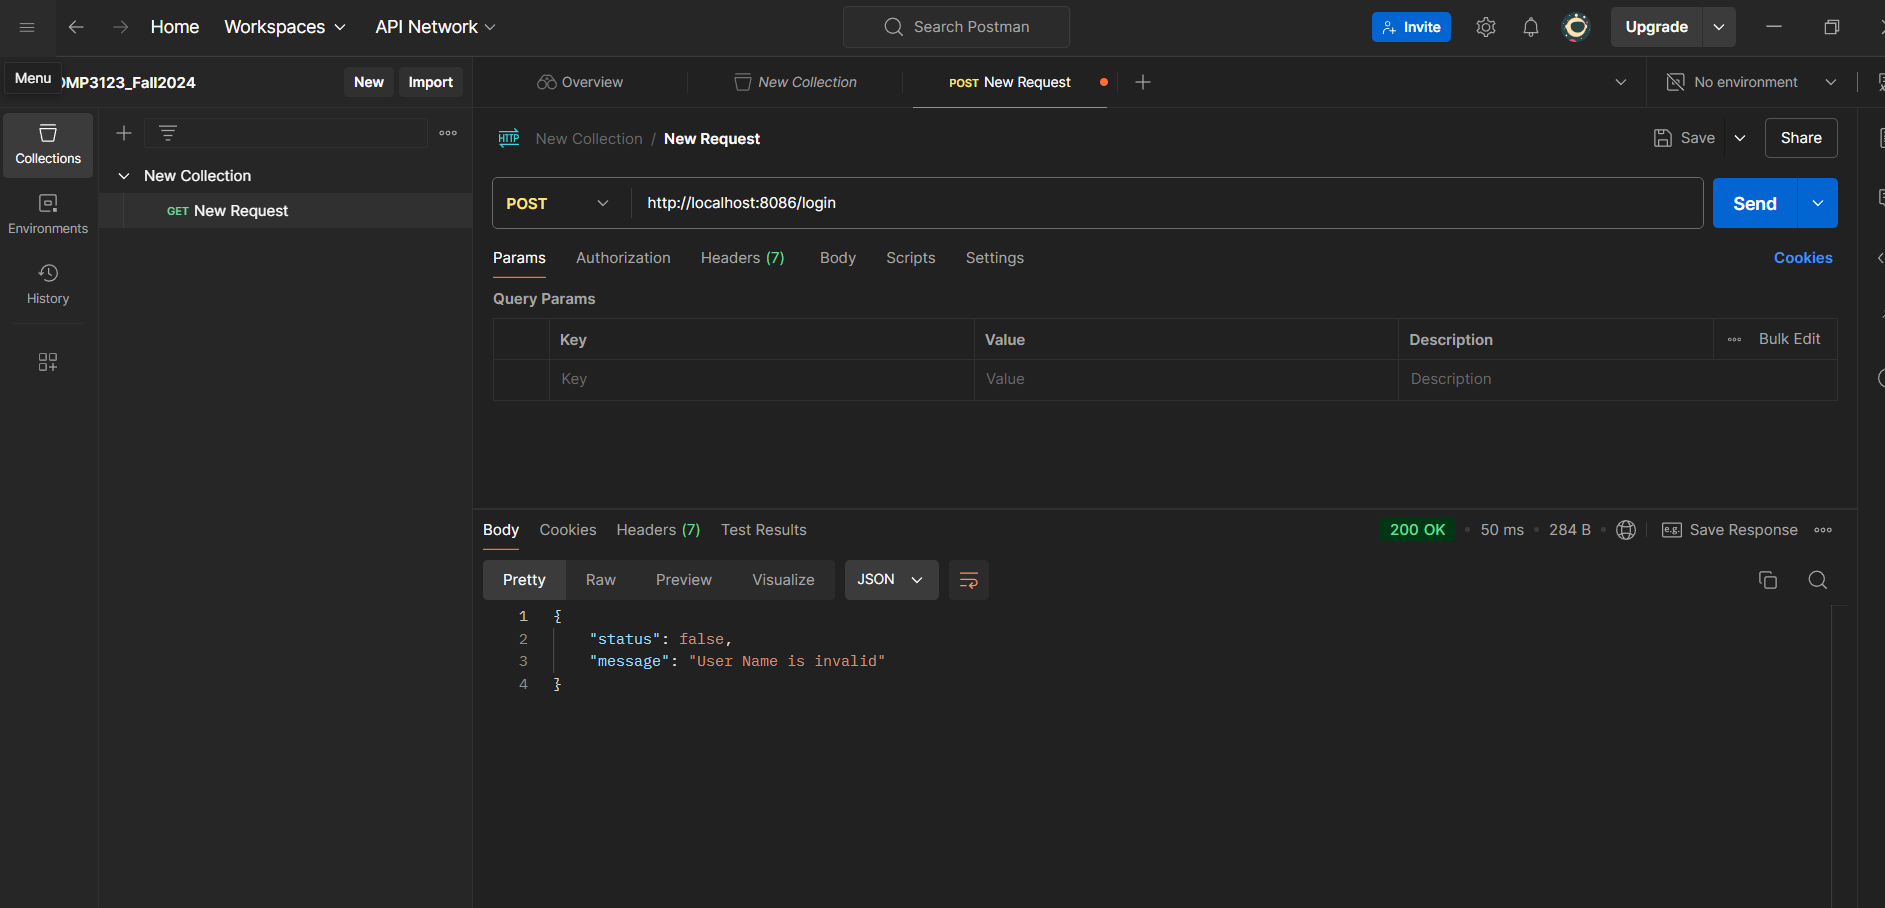 Home Workspaces API Network Search Postman Invite Upgrade
Menu OMP3123_Fall2024 New Import Overview New Collection POST New Request No environment
Collections
Environments
History
New Collection
GET New Request
HTTP New Collection / New Request Save Share
POST http://localhost:8086/login Send
Params Authorization Headers (7) Body Scripts Settings Cookies
Query Params
Key Value Description Bulk Edit
Key Value Description
Body Cookies Headers (7) Test Results 200 OK 50 ms 284 B e.g. Save Response
Pretty Raw Preview Visualize JSON
1 {
2 "status": false,
3 "message": "User Name is invalid"
4 }